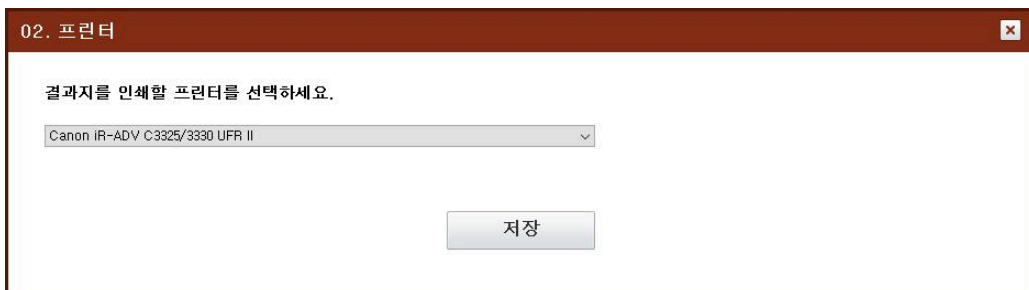 02. 프린터
결과지를 인쇄할 프린터를 선택하세요.
Canon iR-ADV C3325/3330 UFR II
저장